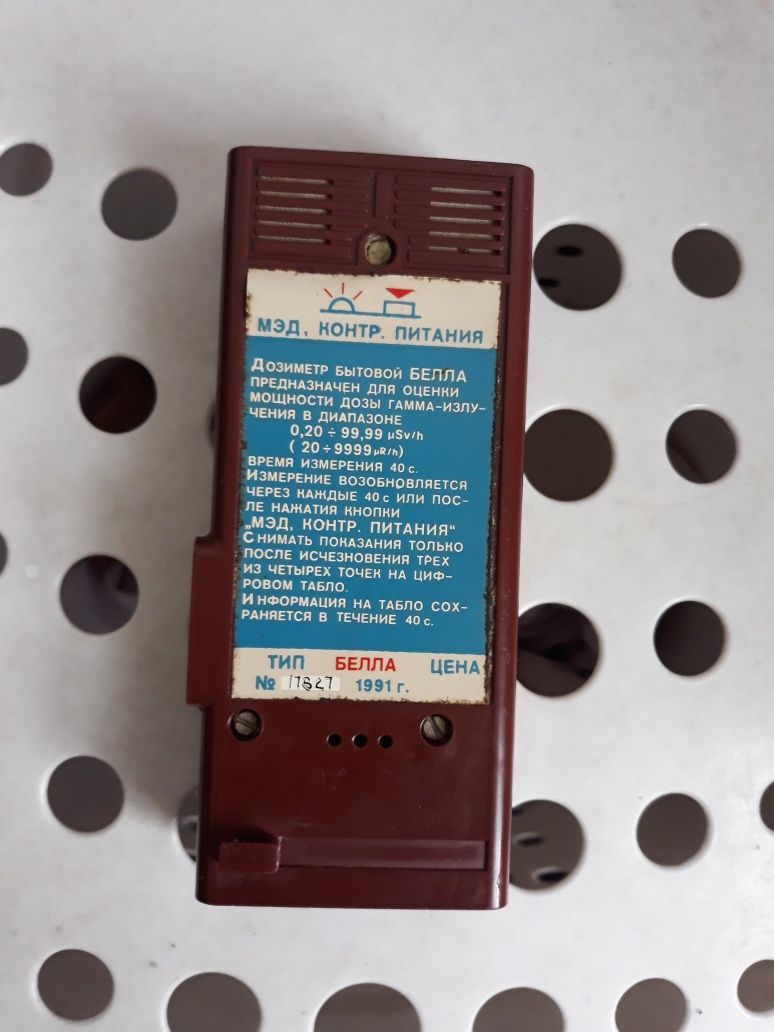 МЭД, КОНТР. ПИТАНИЯ
ДОЗИМЕТР БЫТОВОЙ БЕЛЛА
ПРЕДНАЗНАЧЕН ДЛЯ ОЦЕНКИ
МОЩНОСТИ ДОЗЫ ГАММА-ИЗЛУ-
ЧЕНИЯ В ДИАПАЗОНЕ
0,20 ÷ 99,99 µSv/h
( 20 ÷ 9999 µR/h)
ВРЕМЯ ИЗМЕРЕНИЯ 40 с.
ИЗМЕРЕНИЕ ВОЗОБНОВЛЯЕТСЯ
ЧЕРЕЗ КАЖДЫЕ 40 с ИЛИ ПОС-
ЛЕ НАЖАТИЯ КНОПКИ
„МЭД, КОНТР. ПИТАНИЯ“
СНИМАТЬ ПОКАЗАНИЯ ТОЛЬКО
ПОСЛЕ ИСЧЕЗНОВЕНИЯ ТРЕХ
ИЗ ЧЕТЫРЕХ ТОЧЕК НА ЦИФ-
РОВОМ ТАБЛО.
ИНФОРМАЦИЯ НА ТАБЛО СОХ-
РАНЯЕТСЯ В ТЕЧЕНИЕ 40 с.
ТИП БЕЛЛА ЦЕНА
№ 17827 1991 г.